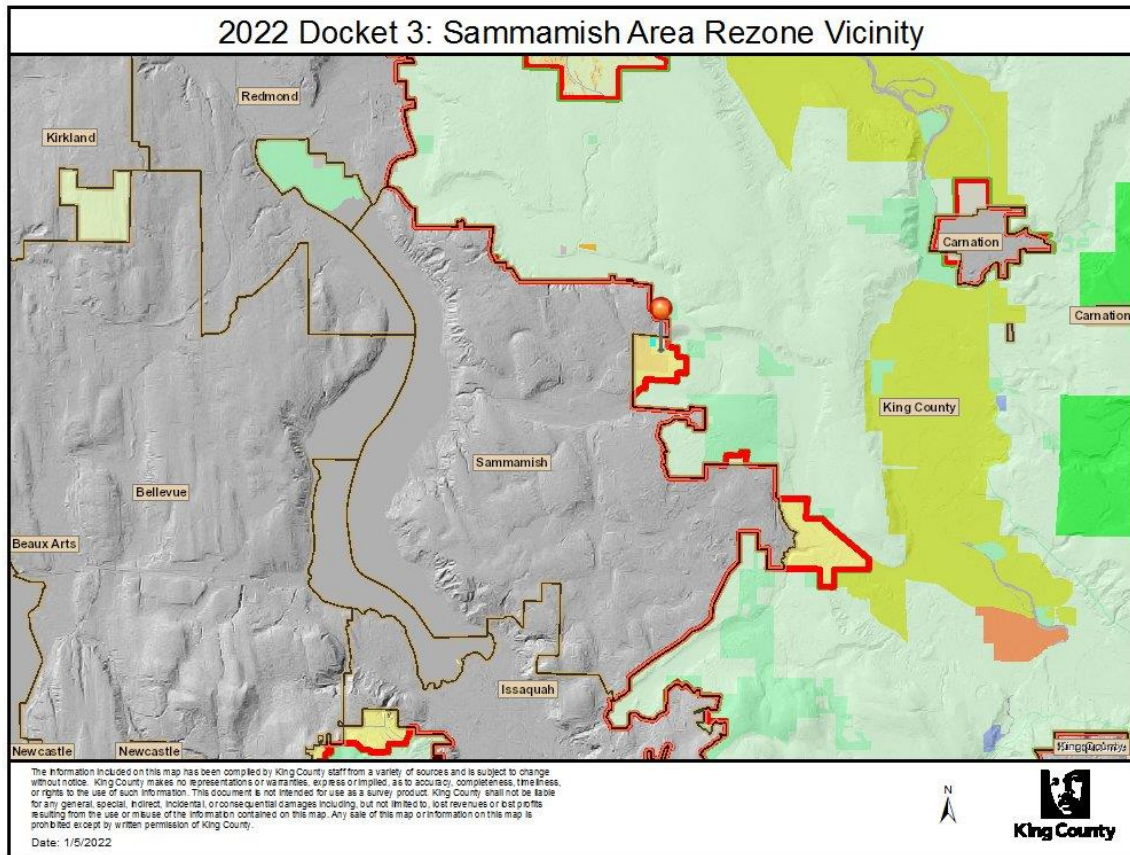 2022 Docket 3: Sammamish Area Rezone Vicinity
Redmond
Kirkland
Carnation
Carnation
King County
Sammamish
Bellevue
Beaux Arts
Issaquah
Newcastle
Newcastle
The information included on this map has been compiled by King County staff from a variety of sources and is subject to change
without notice. King County makes no representations or warranties, express or implied, as to accuracy, completeness, timeliness,
or rights to the use of such information. This document is not intended for use as a survey product. King County shall not be liable
for any general, special, indirect, incidental, or consequential damages including, but not limited to, lost revenues or lost profits
resulting from the use or misuse of the information contained on this map. Any sale of this map or information on this map is
prohibited except by written permission of King County.
Date: 1/5/2022
N
King County